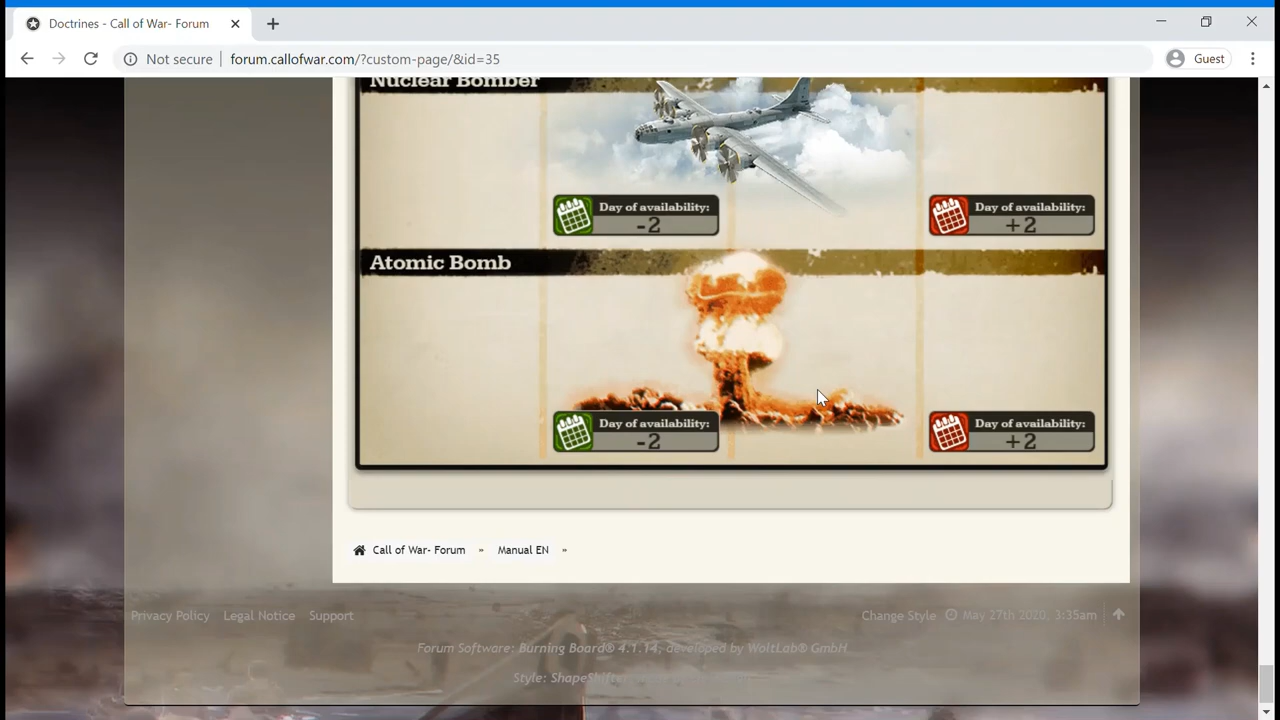 Doctrines - Call of War- Forum
Not secure
forum.callofwar.com/?custom-page/&id=35
Guest
Nuclear Bomber
Day of availability:
-2
Day of availability:
+2
Atomic Bomb
Day of availability:
-2
Day of availability:
+2
Call of War- Forum » Manual EN »
Privacy Policy Legal Notice Support
Change Style May 27th 2020, 3:35am
Forum Software: Burning Board® 4.1.14, developed by WoltLab® GmbH
Style: ShapeShifter